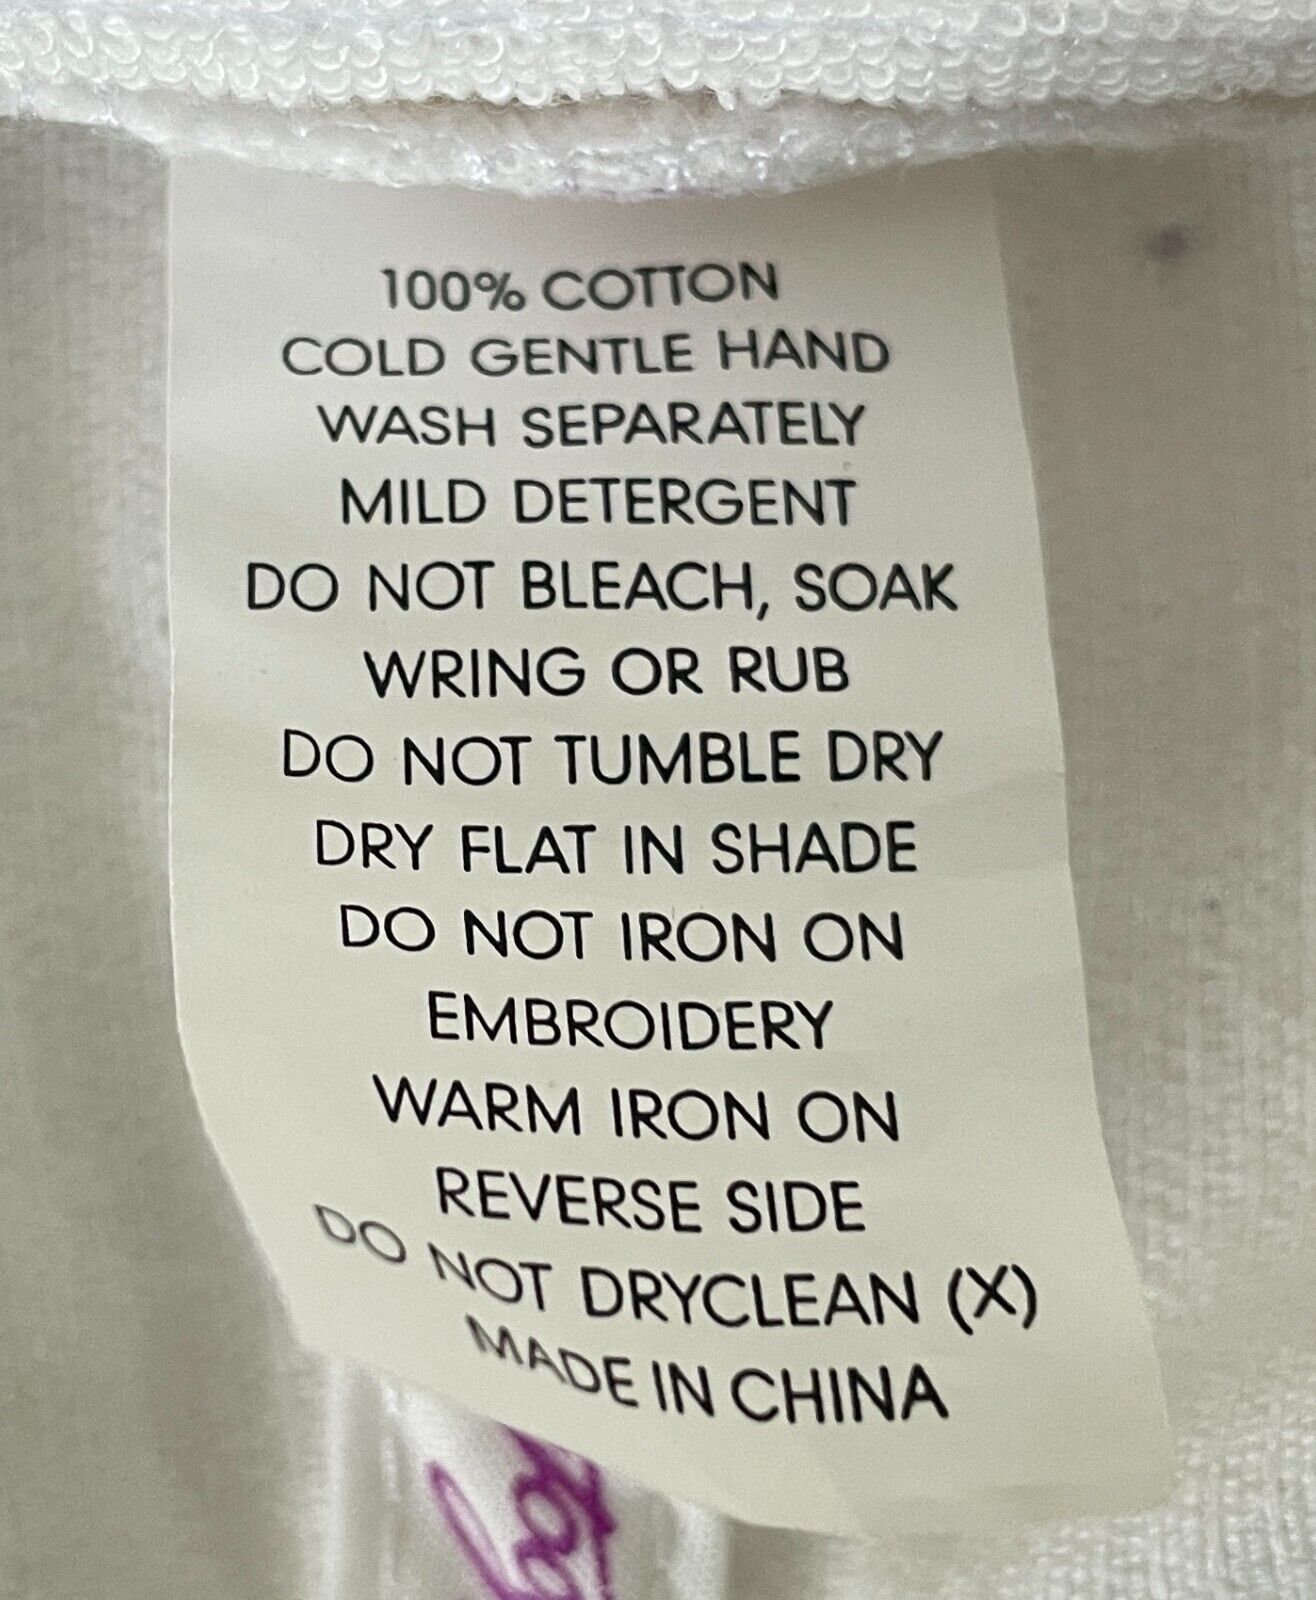 100% COTTON
COLD GENTLE HAND
WASH SEPARATELY
MILD DETERGENT
DO NOT BLEACH, SOAK
WRING OR RUB
DO NOT TUMBLE DRY
DRY FLAT IN SHADE
DO NOT IRON ON
EMBROIDERY
WARM IRON ON
REVERSE SIDE
DO NOT DRYCLEAN (X)
MADE IN CHINA